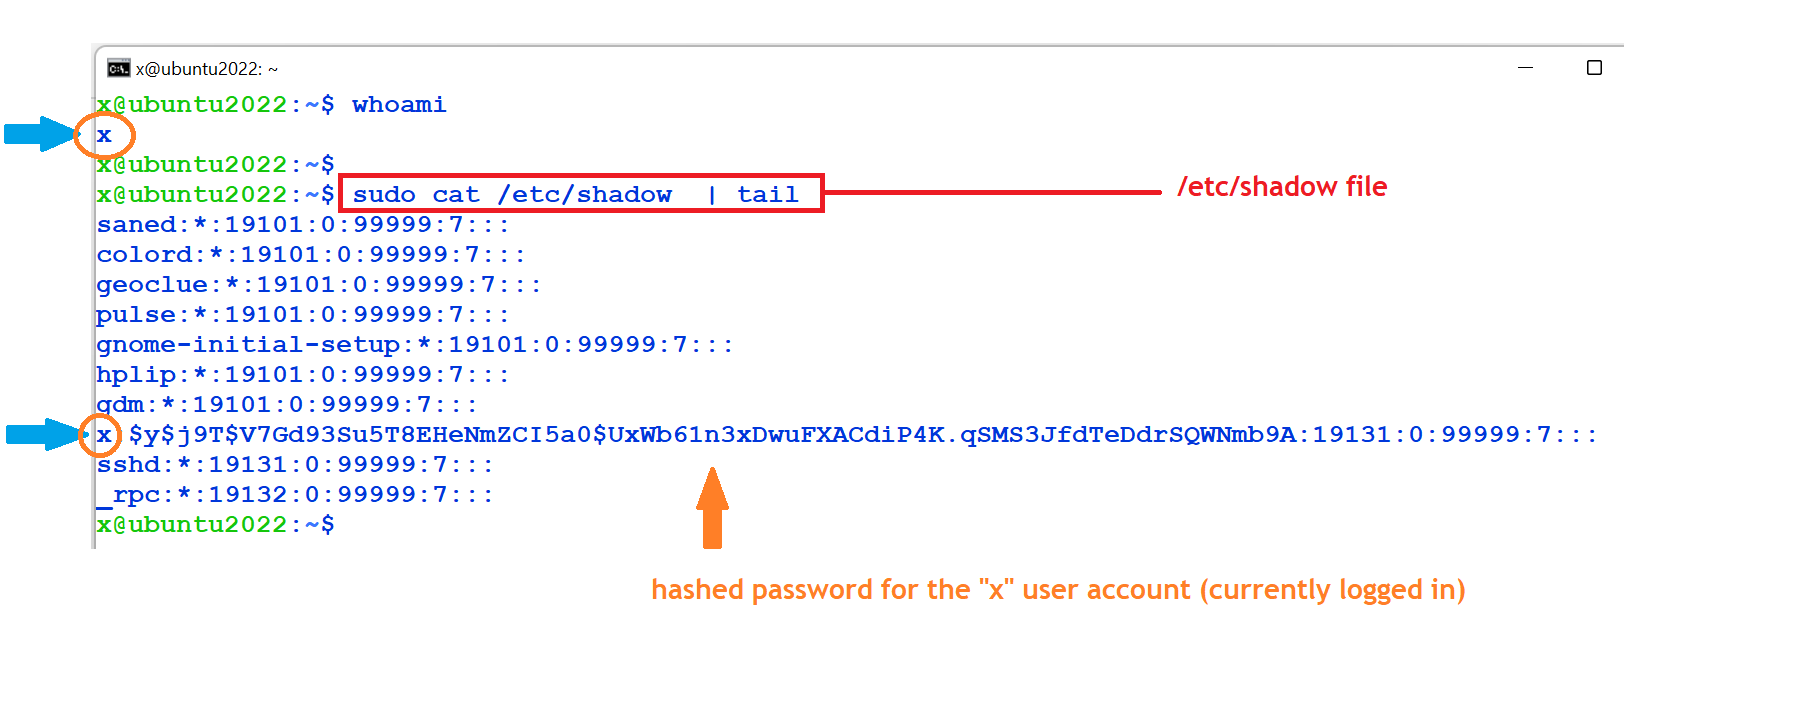 x@ubuntu2022: ~
x@ubuntu2022:~$ whoami
x
x@ubuntu2022:~$
x@ubuntu2022:~$ sudo cat /etc/shadow | tail
/etc/shadow file
saned:*:19101:0:99999:7:::
colord:*:19101:0:99999:7:::
geoclue:*:19101:0:99999:7:::
pulse:*:19101:0:99999:7:::
gnome-initial-setup:*:19101:0:99999:7:::
hplip:*:19101:0:99999:7:::
gdm:*:19101:0:99999:7:::
x $y$j9T$V7Gd93Su5T8EHeNmZCI5a0$UxWb61n3xDwuFXACdiP4K.qSMS3JfdTeDdrSQWNmb9A:19131:0:99999:7:::
sshd:*:19131:0:99999:7:::
_rpc:*:19132:0:99999:7:::
x@ubuntu2022:~$
hashed password for the "x" user account (currently logged in)